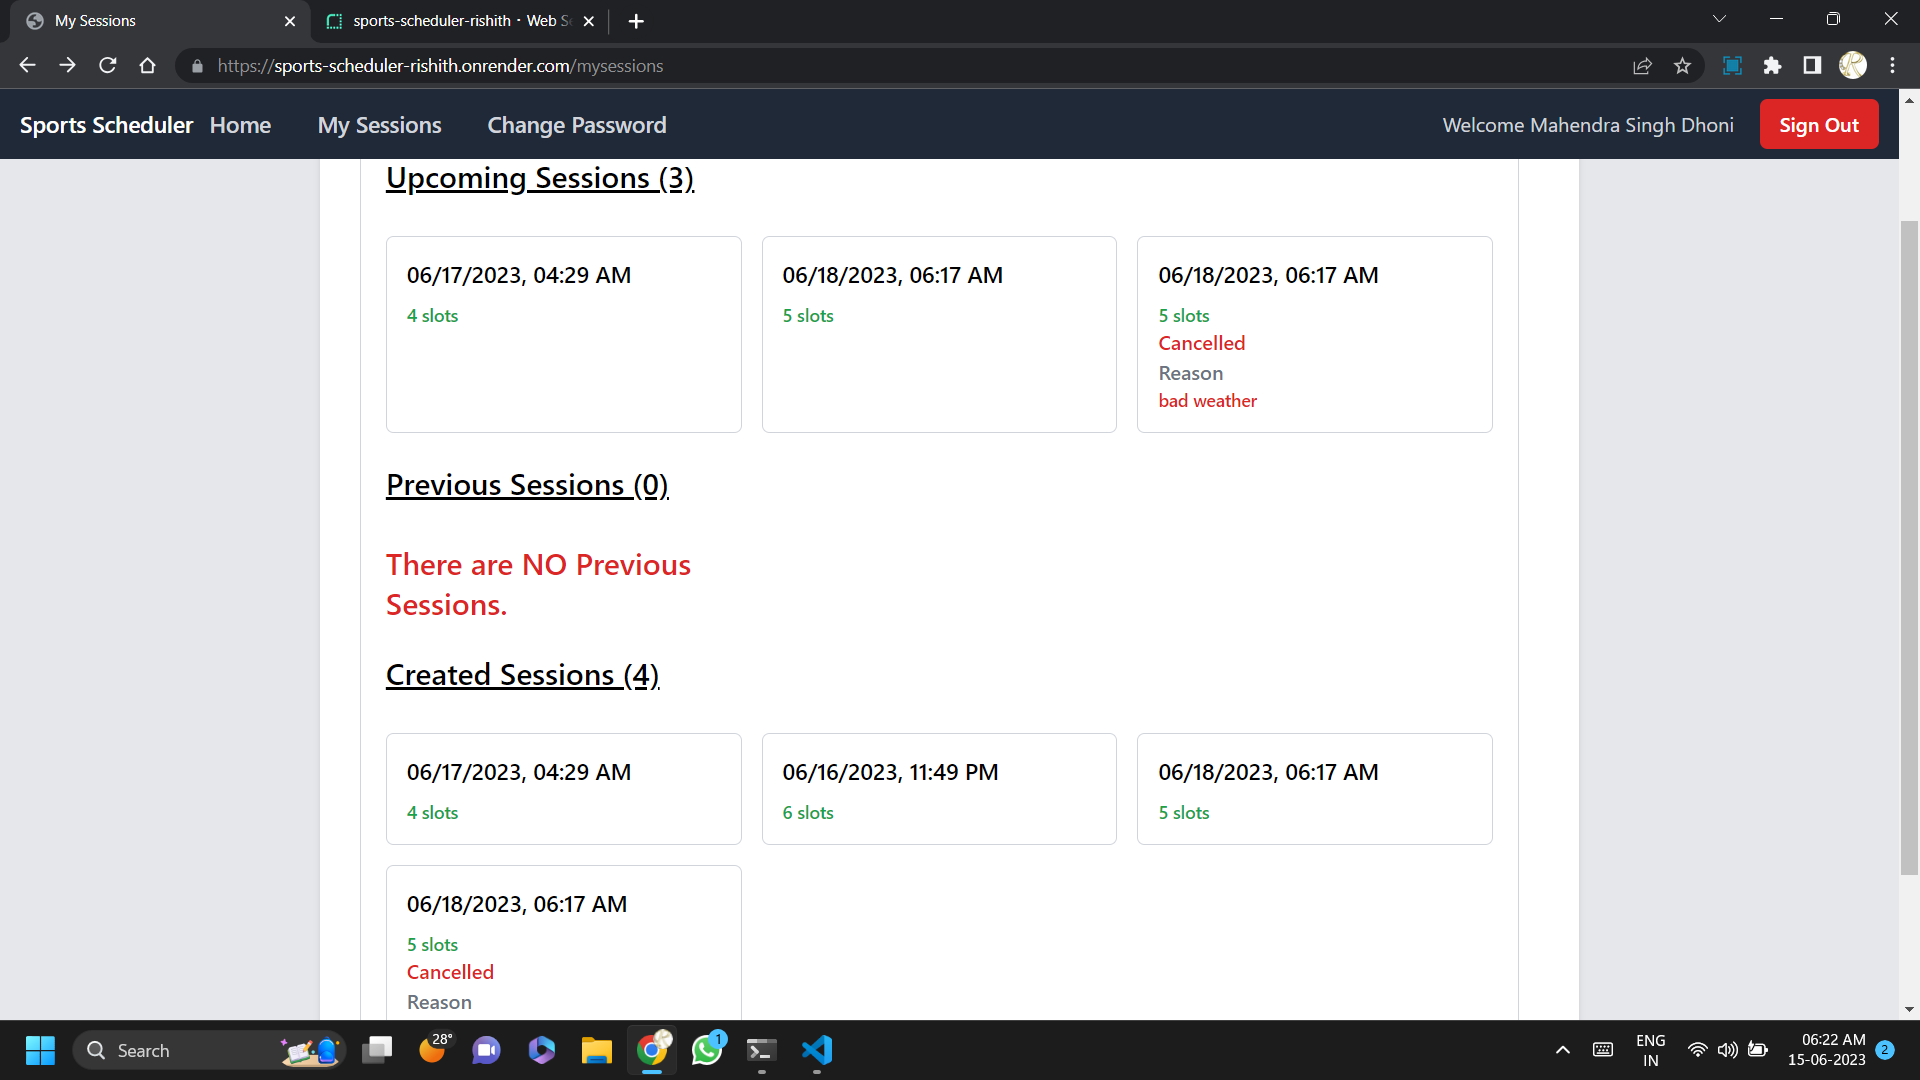 My Sessions
sports-scheduler-rishith · Web S
https://sports-scheduler-rishith.onrender.com/mysessions
Sports Scheduler Home My Sessions Change Password Welcome Mahendra Singh Dhoni Sign Out
Upcoming Sessions (3)
06/17/2023, 04:29 AM
4 slots
06/18/2023, 06:17 AM
5 slots
06/18/2023, 06:17 AM
5 slots
Cancelled
Reason
bad weather
Previous Sessions (0)
There are NO Previous
Sessions.
Created Sessions (4)
06/17/2023, 04:29 AM
4 slots
06/16/2023, 11:49 PM
6 slots
06/18/2023, 06:17 AM
5 slots
06/18/2023, 06:17 AM
5 slots
Cancelled
Reason
Search
28°
1
ENG
IN
06:22 AM
15-06-2023
2